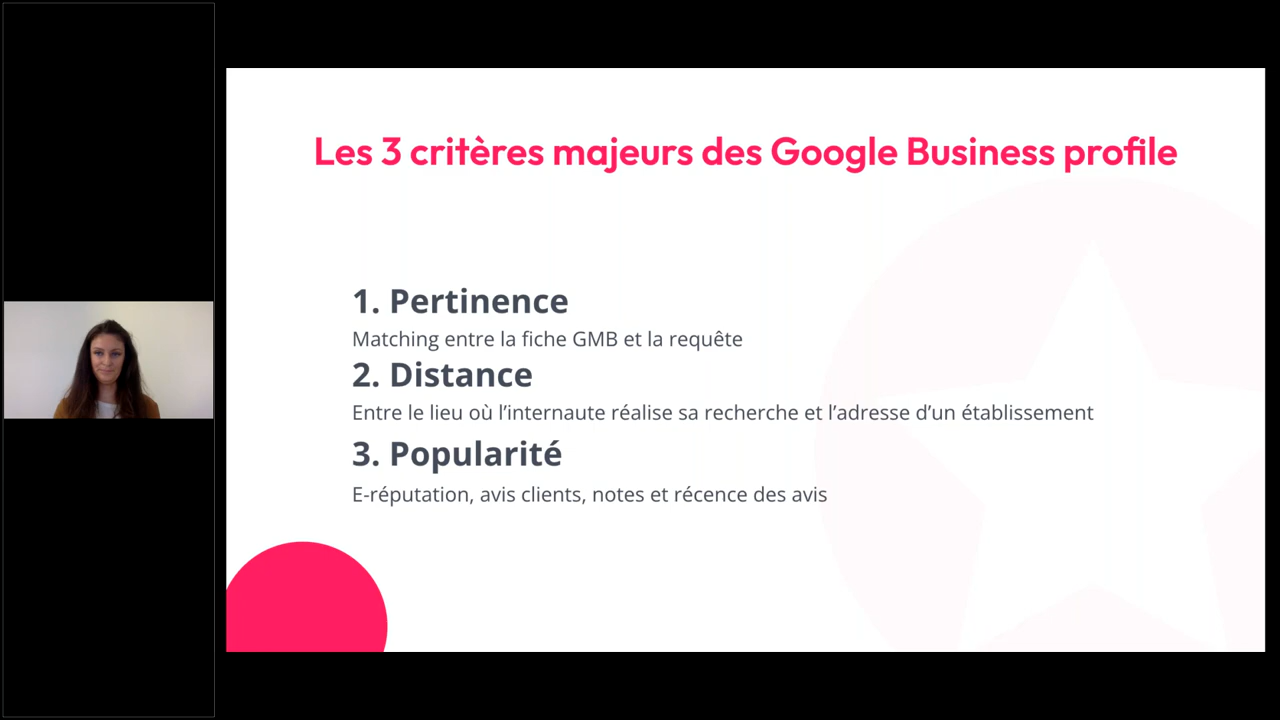 Les 3 critères majeurs des Google Business profile
1. Pertinence
Matching entre la fiche GMB et la requête
2. Distance
Entre le lieu où l’internaute réalise sa recherche et l’adresse d’un établissement
3. Popularité
E-réputation, avis clients, notes et récence des avis